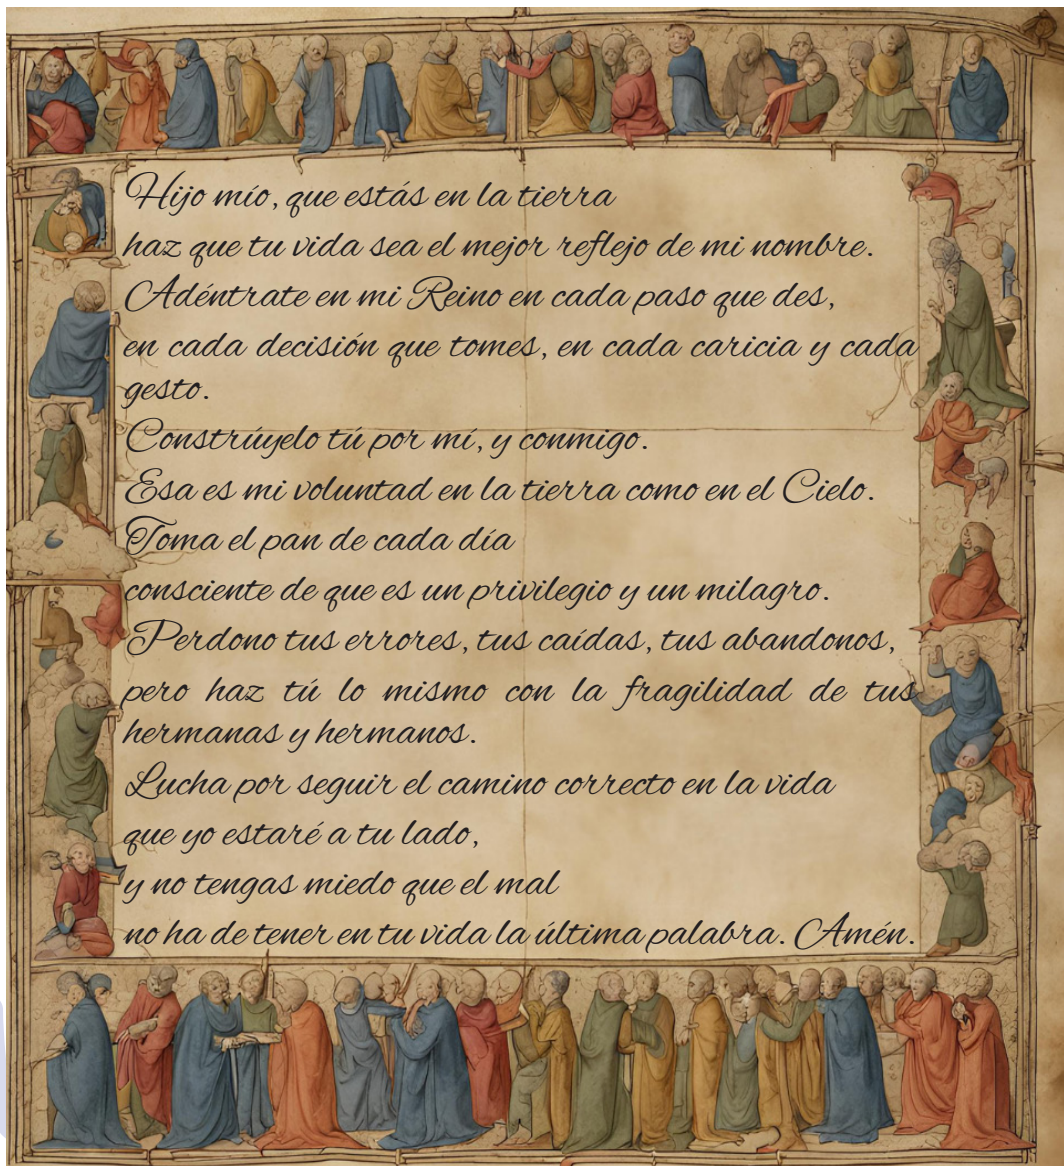 Hijo mío, que estás en la tierra
haz que tu vida sea el mejor reflejo de mi nombre.
Adéntrate en mi Reino en cada paso que des,
en cada decisión que tomes, en cada caricia y cada
gesto.
Constrúyelo tú por mí, y conmigo.
Esa es mi voluntad en la tierra como en el Cielo.
Toma el pan de cada día
consciente de que es un privilegio y un milagro.
Perdono tus errores, tus caídas, tus abandonos,
pero haz tú lo mismo con la fragilidad de tus
hermanas y hermanos.
Lucha por seguir el camino correcto en la vida
que yo estaré a tu lado,
y no tengas miedo que el mal
no ha de tener en tu vida la última palabra. Amén.